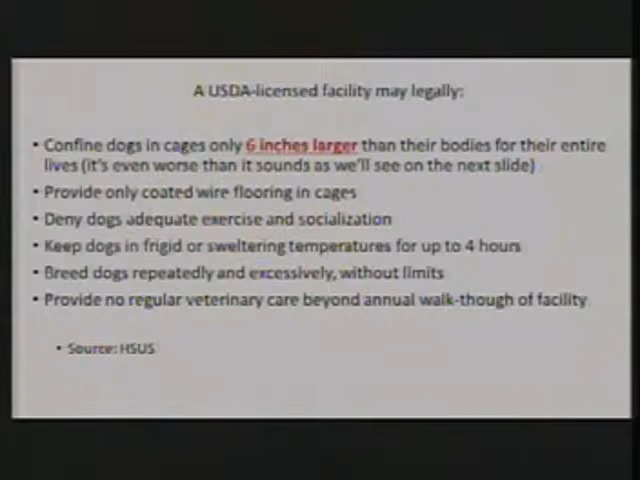 A USDA-licensed facility may legally:
• Confine dogs in cages only 6 inches larger than their bodies for their entire
lives (it's even worse than it sounds as we'll see on the next slide)
• Provide only coated wire flooring in cages
• Deny dogs adequate exercise and socialization
• Keep dogs in frigid or sweltering temperatures for up to 4 hours
• Breed dogs repeatedly and excessively, without limits
• Provide no regular veterinary care beyond annual walk-though of facility
• Source: HSUS